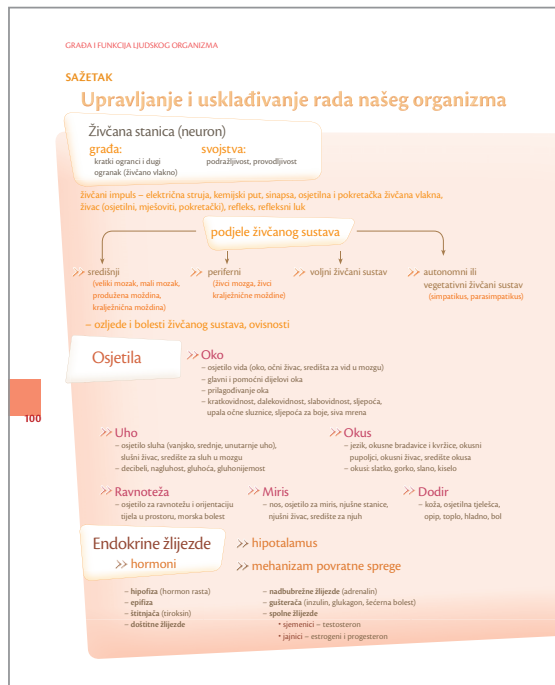 GRAĐA I FUNKCIJA LJUDSKOG ORGANIZMA
SAŽETAK
Upravljanje i usklađivanje rada našeg organizma
Živčana stanica (neuron)
građa:
kratki ogranci i dugi
ogranak (živčano vlakno)
svojstva:
podražljivost, provodljivost
živčani impuls – električna struja, kemijski put, sinapsa, osjetilna i pokretačka živčana vlakna,
živac (osjetilni, mješoviti, pokretački), refleks, refleksni luk
podjele živčanog sustava
>> središnji
(veliki mozak, mali mozak,
produžena moždina,
kralježnična moždina)
>> periferni
(živci mozga, živci
kralježnične moždine)
>> voljni živčani sustav
>> autonomni ili
vegetativni živčani sustav
(simpatikus, parasimpatikus)
– ozljede i bolesti živčanog sustava, ovisnosti
Osjetila
>> Oko
– osjetilo vida (oko, očni živac, središta za vid u mozgu)
– glavni i pomoćni dijelovi oka
– prilagođivanje oka
– kratkovidnost, dalekovidnost, slabovidnost, sljepoća,
upala očne sluznice, sljepoća za boje, siva mrena
100
>> Uho
– osjetilo sluha (vanjsko, srednje, unutarnje uho),
slušni živac, središte za sluh u mozgu
– decibeli, nagluhost, gluhoća, gluhonijemost
>> Okus
– jezik, okusne bradavice i kvržice, okusni
pupoljci, okusni živac, središte okusa
– okusi: slatko, gorko, slano, kiselo
>> Ravnoteža
– osjetilo za ravnotežu i orijentaciju
tijela u prostoru, morska bolest
>> Miris
– nos, osjetilo za miris, njušne stanice,
njušni živac, središte za njuh
>> Dodir
– koža, osjetilna tjelešca,
opip, toplo, hladno, bol
Endokrine žlijezde
>> hormoni
>> hipotalamus
>> mehanizam povratne sprege
– hipofiza (hormon rasta)
– epifiza
– štitnjača (tiroksin)
– doštitne žlijezde
– nadbubrežne žlijezde (adrenalin)
– gušterača (inzulin, glukagon, šećerna bolest)
– spolne žlijezde
• sjemenici – testosteron
• jajnici – estrogeni i progesteron